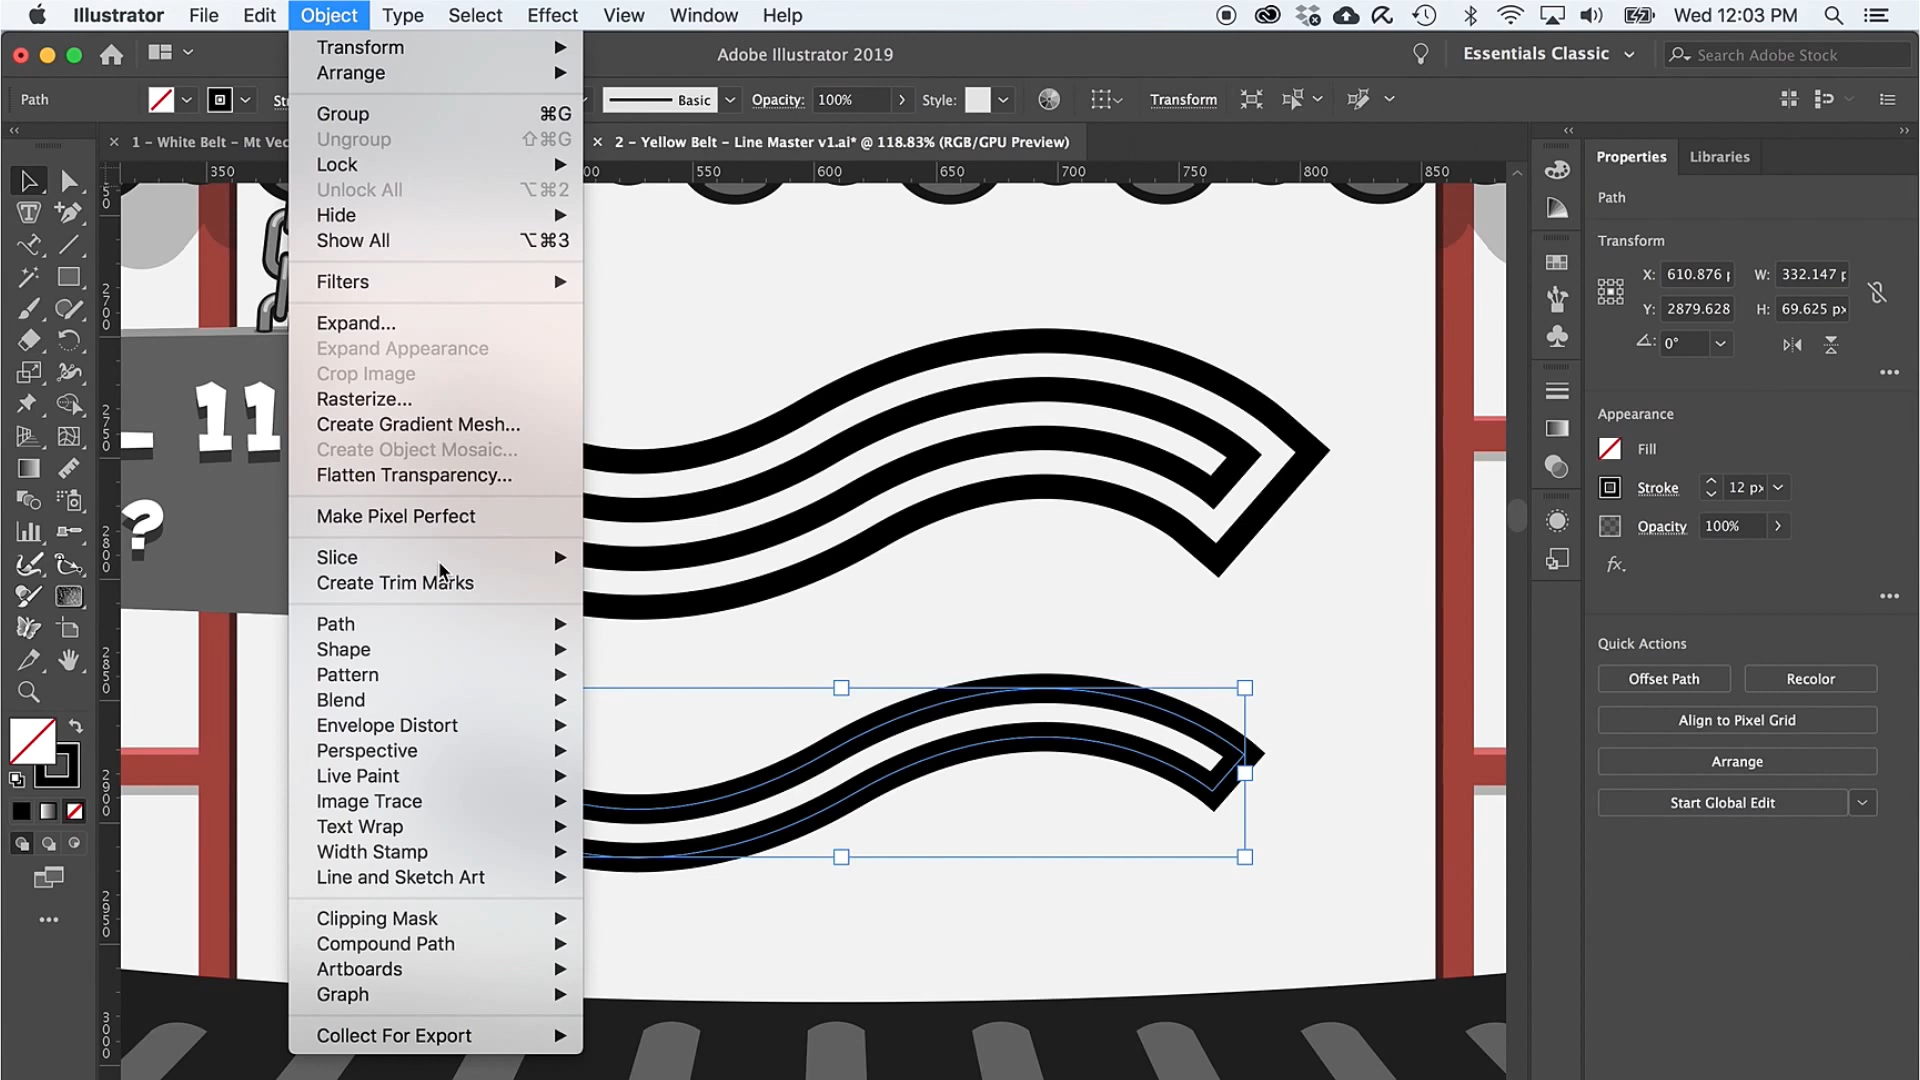 Illustrator File Edit Object Type Select Effect View Window Help Wed 12:03 PM
Adobe Illustrator 2019
Essentials Classic
Search Adobe Stock
Path
Basic
Opacity: 100%
Style:
Transform
1 – White Belt – Mt Vec
2 – Yellow Belt – Line Master v1.ai* @ 118.83% (RGB/GPU Preview)
350
550
600
650
700
750
800
850
Transform
Arrange
Group ⌘G
Ungroup ⇧⌘G
Lock
Unlock All ⌥⌘2
Hide
Show All ⌥⌘3
Filters
Expand...
Expand Appearance
Crop Image
Rasterize...
Create Gradient Mesh...
Create Object Mosaic...
Flatten Transparency...
Make Pixel Perfect
Slice
Create Trim Marks
Path
Shape
Pattern
Blend
Envelope Distort
Perspective
Live Paint
Image Trace
Text Wrap
Width Stamp
Line and Sketch Art
Clipping Mask
Compound Path
Artboards
Graph
Collect For Export
11
?
2700
2750
2800
2850
2900
2950
3000
Properties Libraries
Path
Transform
X: 610.876 W: 332.147
Y: 2879.628 H: 69.625 px
0°
Appearance
Fill
Stroke 12 px
Opacity 100%
fx.
Quick Actions
Offset Path
Recolor
Align to Pixel Grid
Arrange
Start Global Edit